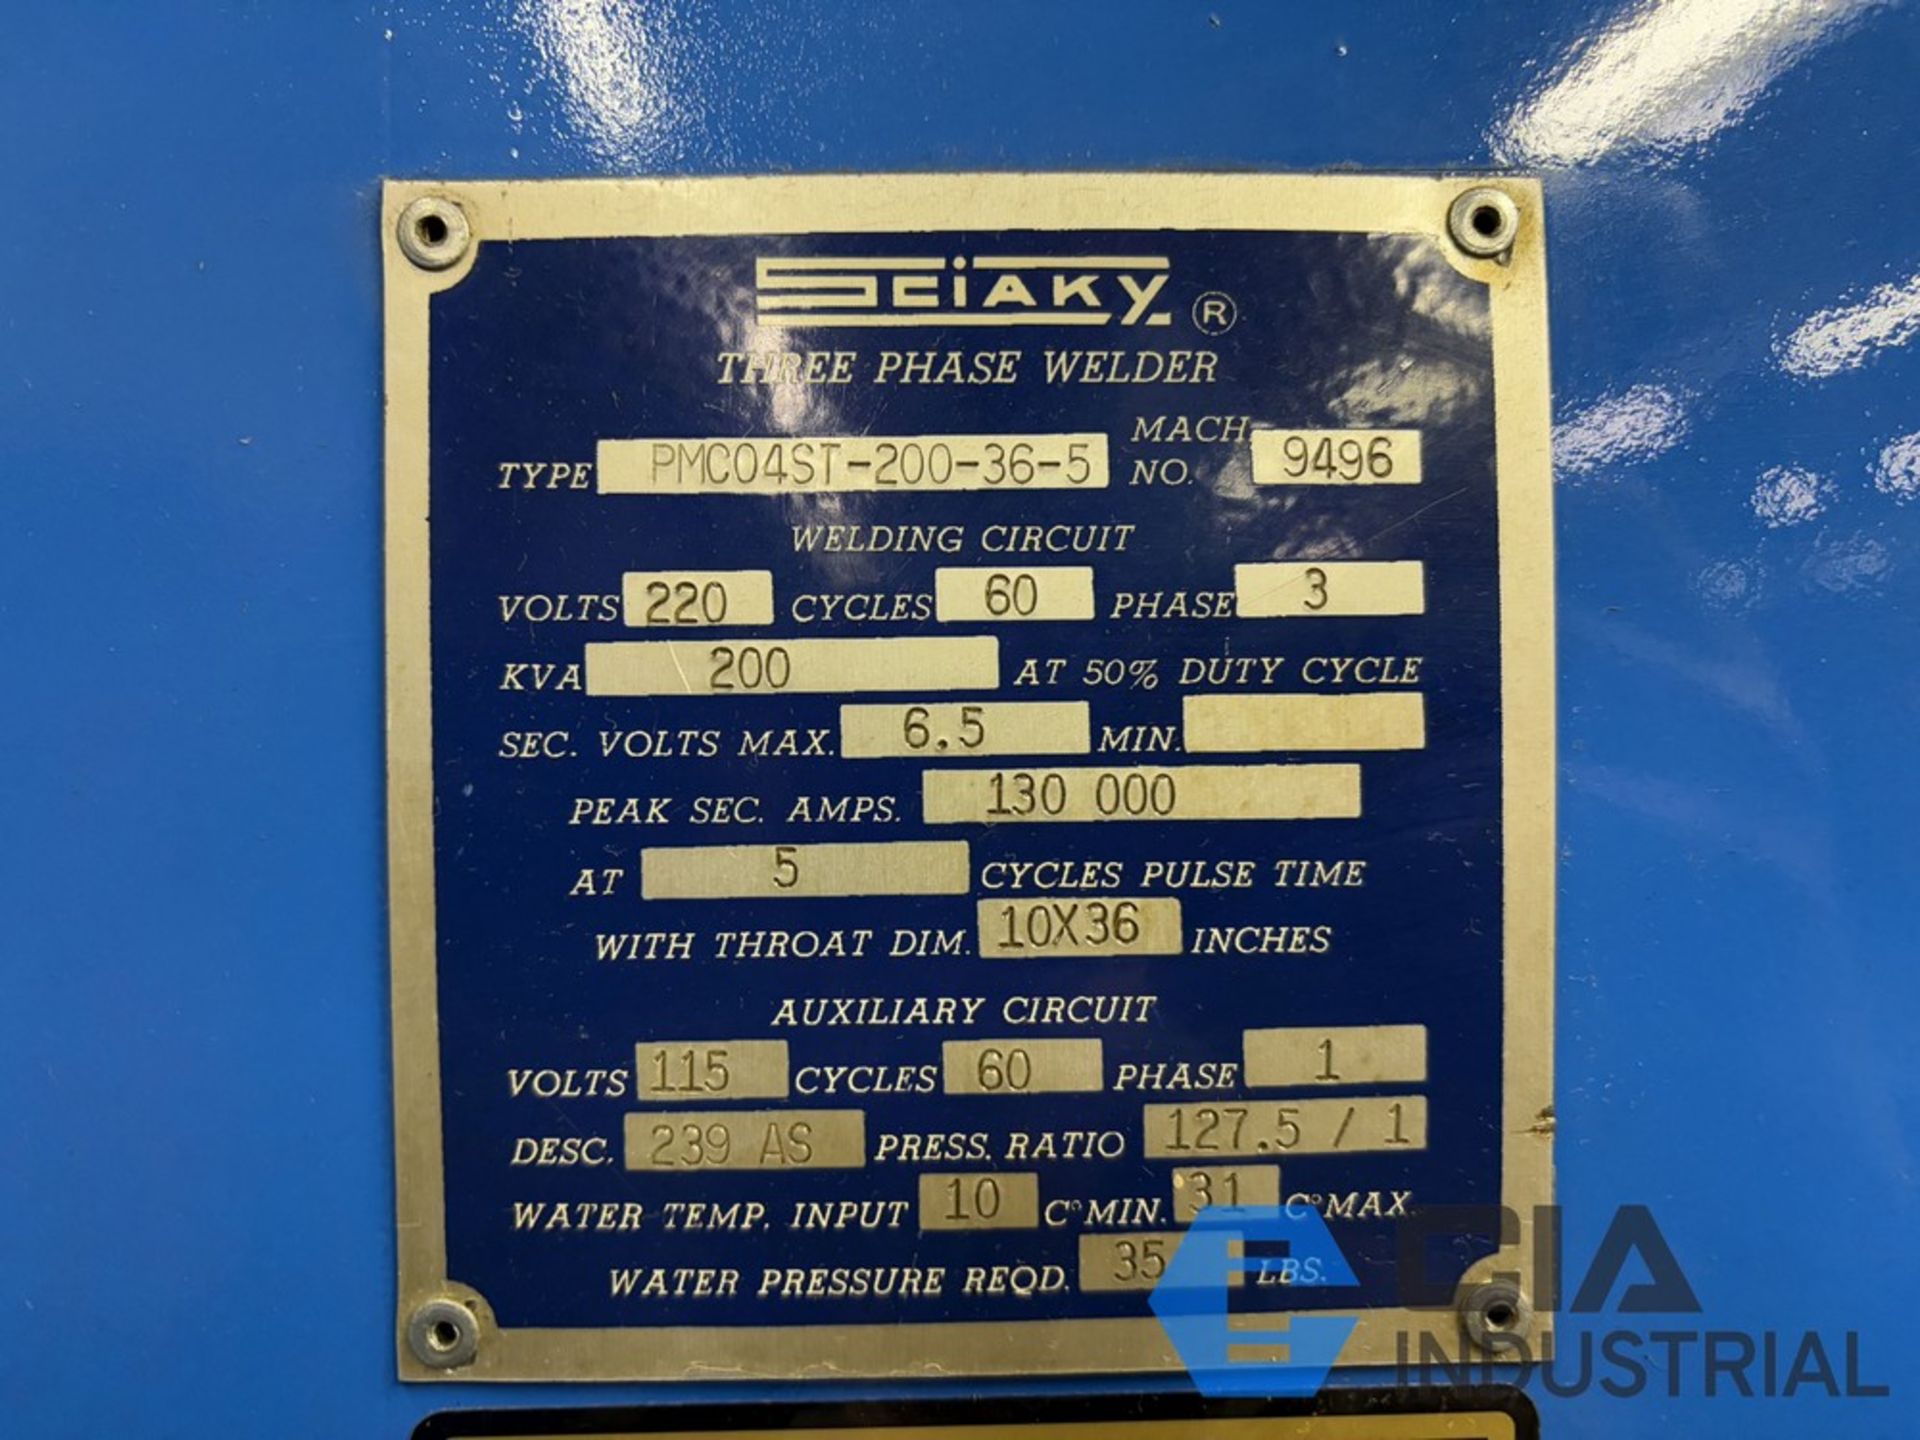 SCIAKY ®
THREE PHASE WELDER
TYPE PMCO4ST-200-36-5 MACH. NO. 9496
WELDING CIRCUIT
VOLTS 220 CYCLES 60 PHASE 3
KVA 200 AT 50% DUTY CYCLE
SEC. VOLTS MAX. 6.5 MIN.
PEAK SEC. AMPS. 130 000
AT 5 CYCLES PULSE TIME
WITH THROAT DIM. 10X36 INCHES
AUXILIARY CIRCUIT
VOLTS 115 CYCLES 60 PHASE 1
DESC. 239 AS PRESS. RATIO 127.5 / 1
WATER TEMP. INPUT 10 C° MIN. 31 C° MAX.
WATER PRESSURE REQD. 35 LBS.
CIA
INDUSTRIAL